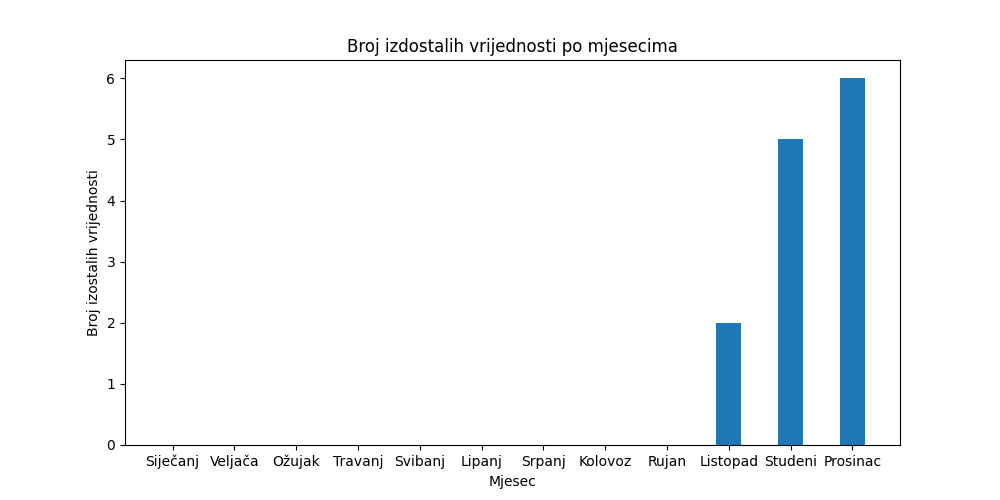 Broj izdostalih vrijednosti po mjesecima
Broj izostalih vrijednosti
6
5
4
3
2
1
0
Siječanj Veljača Ožujak Travanj Svibanj Lipanj Srpanj Kolovoz Rujan Listopad Studeni Prosinac
Mjesec